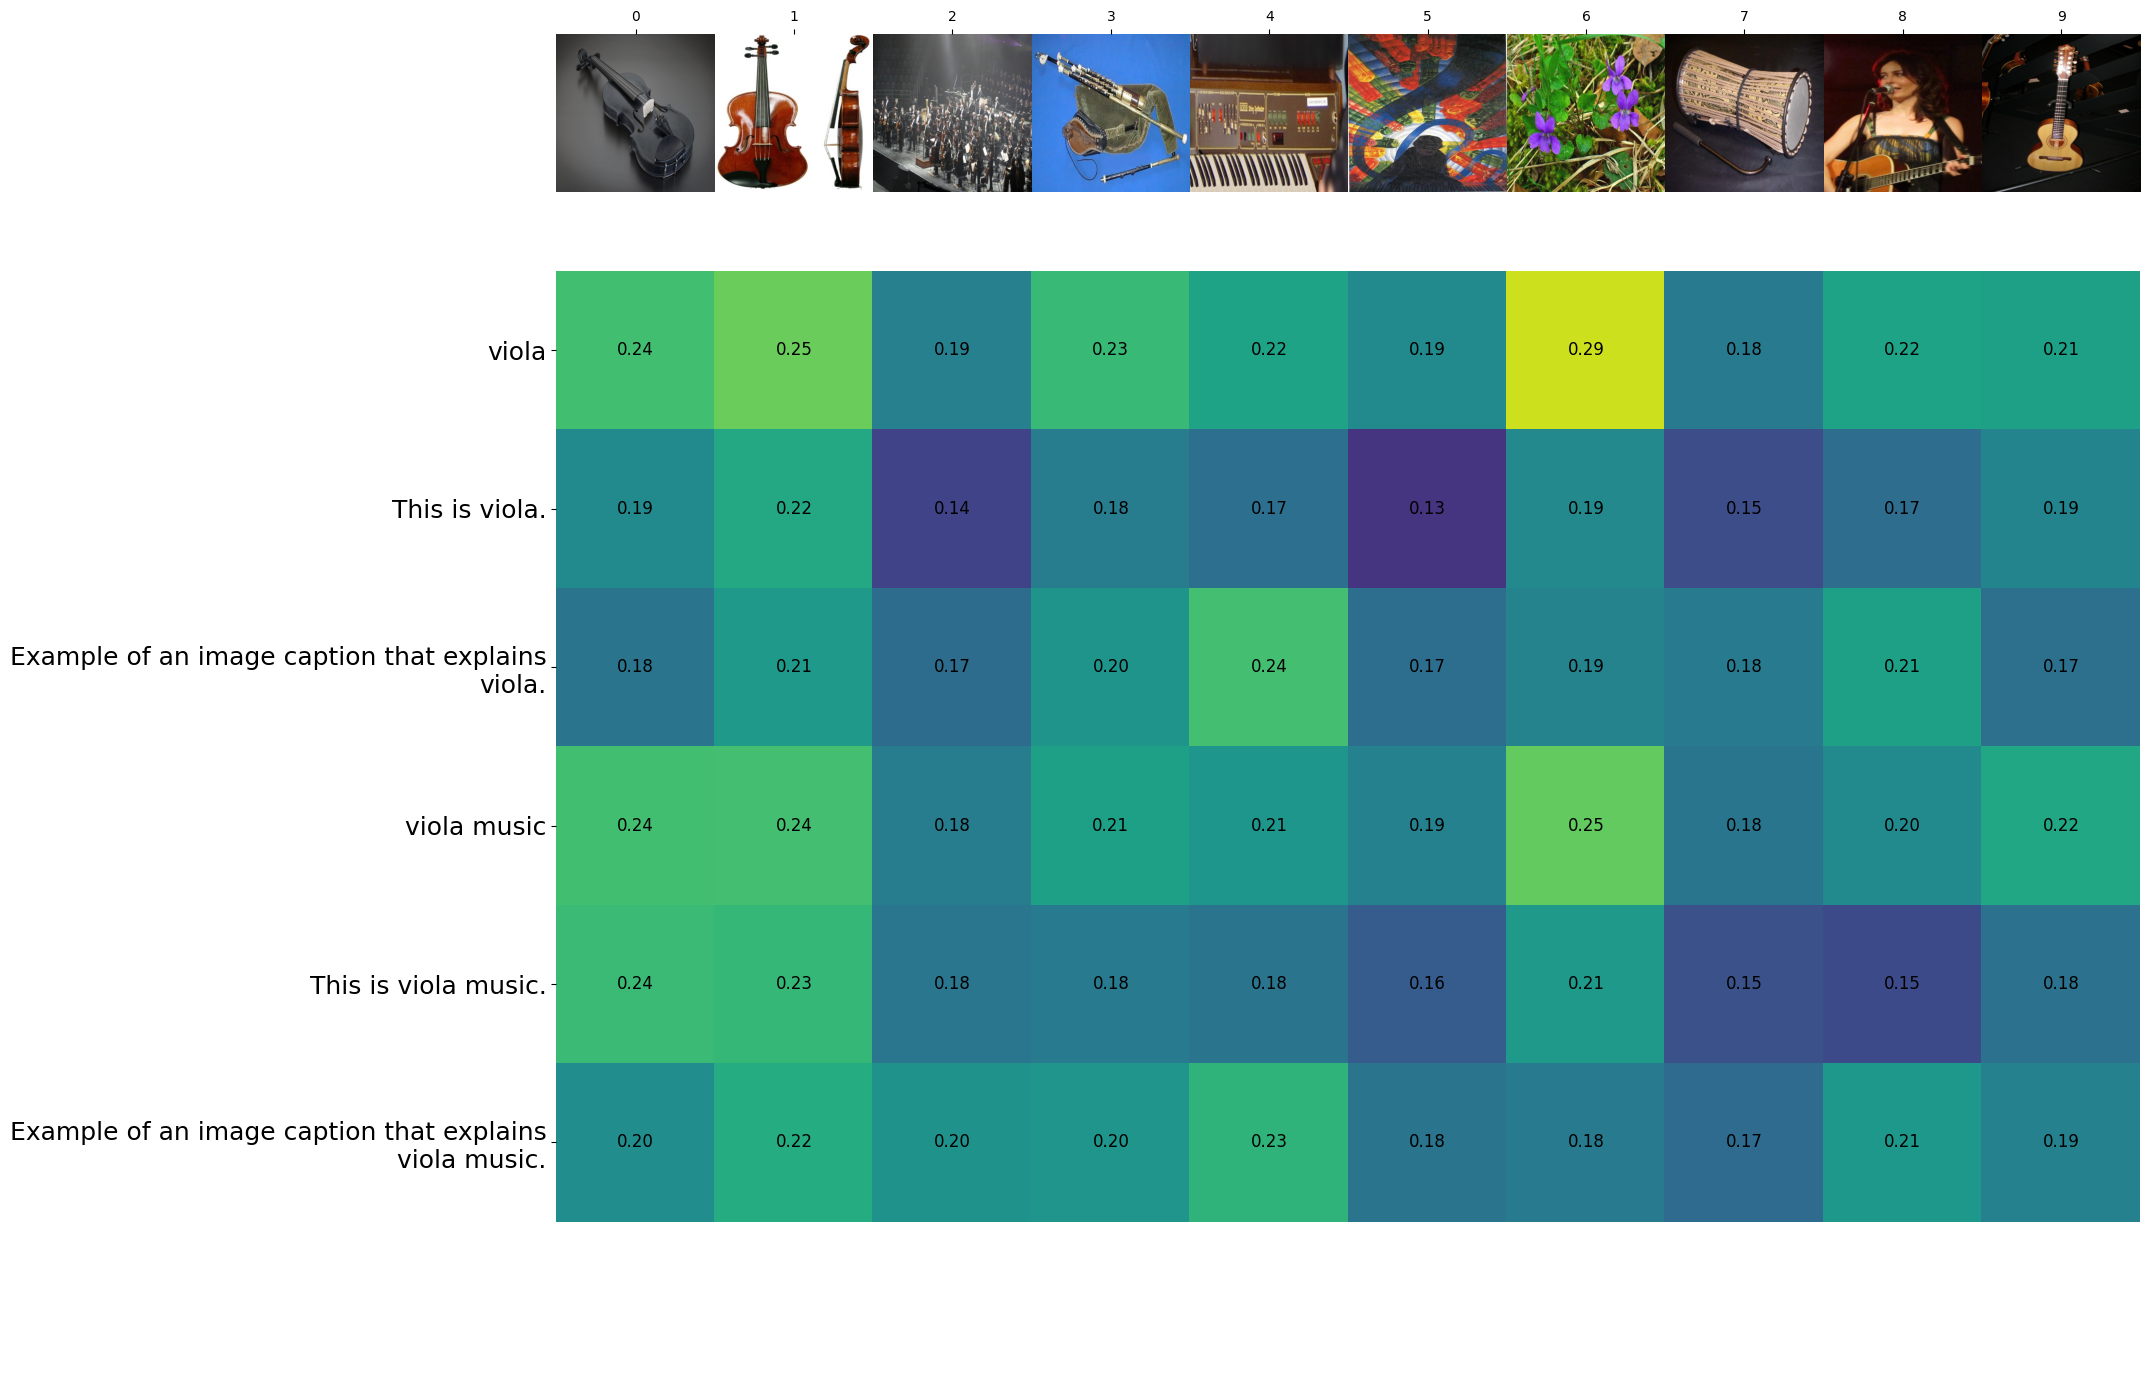 0 1 2 3 4 5 6 7 8 9
viola 0.24 0.25 0.19 0.23 0.22 0.19 0.29 0.18 0.22 0.21
This is viola. 0.19 0.22 0.14 0.18 0.17 0.13 0.19 0.15 0.17 0.19
Example of an image caption that explains
viola. 0.18 0.21 0.17 0.20 0.24 0.17 0.19 0.18 0.21 0.17
viola music 0.24 0.24 0.18 0.21 0.21 0.19 0.25 0.18 0.20 0.22
This is viola music. 0.24 0.23 0.18 0.18 0.18 0.16 0.21 0.15 0.15 0.18
Example of an image caption that explains
viola music. 0.20 0.22 0.20 0.20 0.23 0.18 0.18 0.17 0.21 0.19